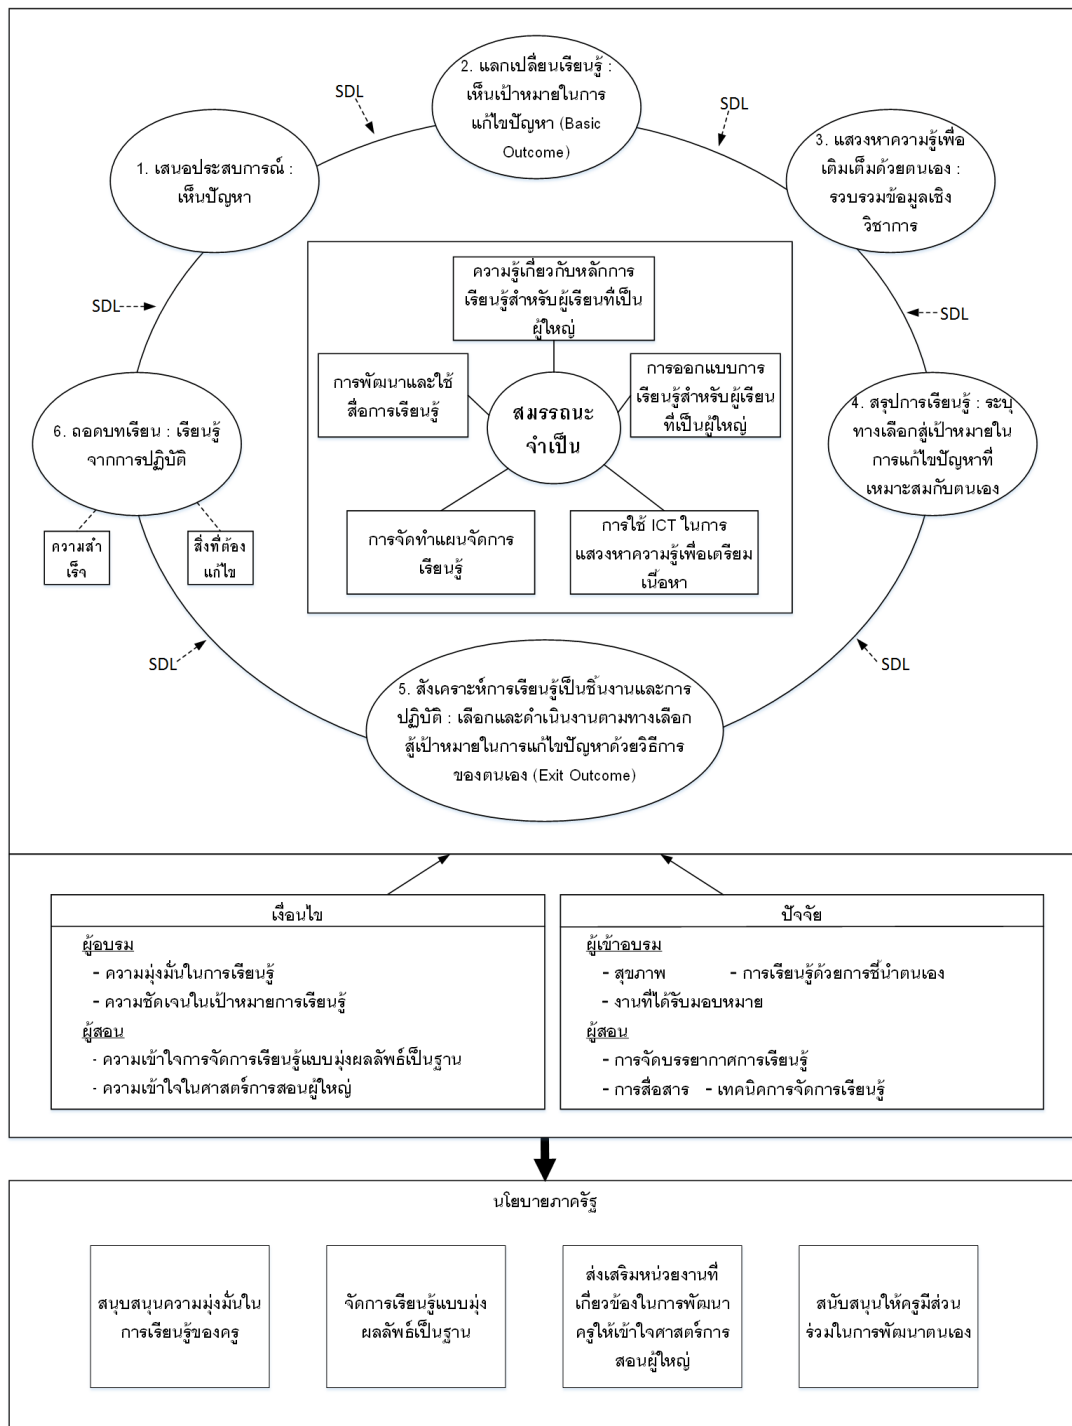 2. แลกเปลี่ยนเรียนรู้ :
เห็นเป้าหมายในการ
แก้ไขปัญหา (Basic
Outcome)
SDL
SDL
1. เสนอประสบการณ์ :
เห็นปัญหา
3. แสวงหาความรู้เพื่อ
เติมเต็มด้วยตนเอง :
รวบรวมข้อมูลเชิง
วิชาการ
ความรู้เกี่ยวกับหลักการ
เรียนรู้สำหรับผู้เรียนที่เป็น
ผู้ใหญ่
SDL
SDL
การพัฒนาและใช้
สื่อการเรียนรู้
สมรรถนะ
จำเป็น
การออกแบบการ
เรียนรู้สำหรับผู้เรียน
ที่เป็นผู้ใหญ่
6. ถอดบทเรียน : เรียนรู้
จากการปฏิบัติ
4. สรุปการเรียนรู้ : ระบุ
ทางเลือกสู่เป้าหมายใน
การแก้ไขปัญหาที่
เหมาะสมกับตนเอง
ความสำ
เร็จ
สิ่งที่ต้อง
แก้ไข
การจัดทำแผนจัดการ
เรียนรู้
การใช้ ICT ในการ
แสวงหาความรู้เพื่อเตรียม
เนื้อหา
SDL
SDL
5. สังเคราะห์การเรียนรู้เป็นชิ้นงานและการ
ปฏิบัติ : เลือกและดำเนินงานตามทางเลือก
สู้เป้าหมายในการแก้ไขปัญหาด้วยวิธีการ
ของตนเอง (Exit Outcome)
เงื่อนไข
ผู้อบรม
- ความมุ่งมั่นในการเรียนรู้
- ความชัดเจนในเป้าหมายการเรียนรู้
ผู้สอน
- ความเข้าใจการจัดการเรียนรู้แบบมุ่งผลลัพธ์เป็นฐาน
- ความเข้าใจในศาสตร์การสอนผู้ใหญ่
ปัจจัย
ผู้เข้าอบรม
- สุขภาพ - การเรียนรู้ด้วยการชี้นำตนเอง
- งานที่ได้รับมอบหมาย
ผู้สอน
- การจัดบรรยากาศการเรียนรู้
- การสื่อสาร - เทคนิคการจัดการเรียนรู้
นโยบายภาครัฐ
สนุบสนุนความมุ่งมั่นใน
การเรียนรู้ของครู
จัดการเรียนรู้แบบมุ่ง
ผลลัพธ์เป็นฐาน
ส่งเสริมหน่วยงานที่
เกี่ยวข้องในการพัฒนา
ครูให้เข้าใจศาสตร์การ
สอนผู้ใหญ่
สนับสนุนให้ครูมีส่วน
ร่วมในการพัฒนาตนเอง